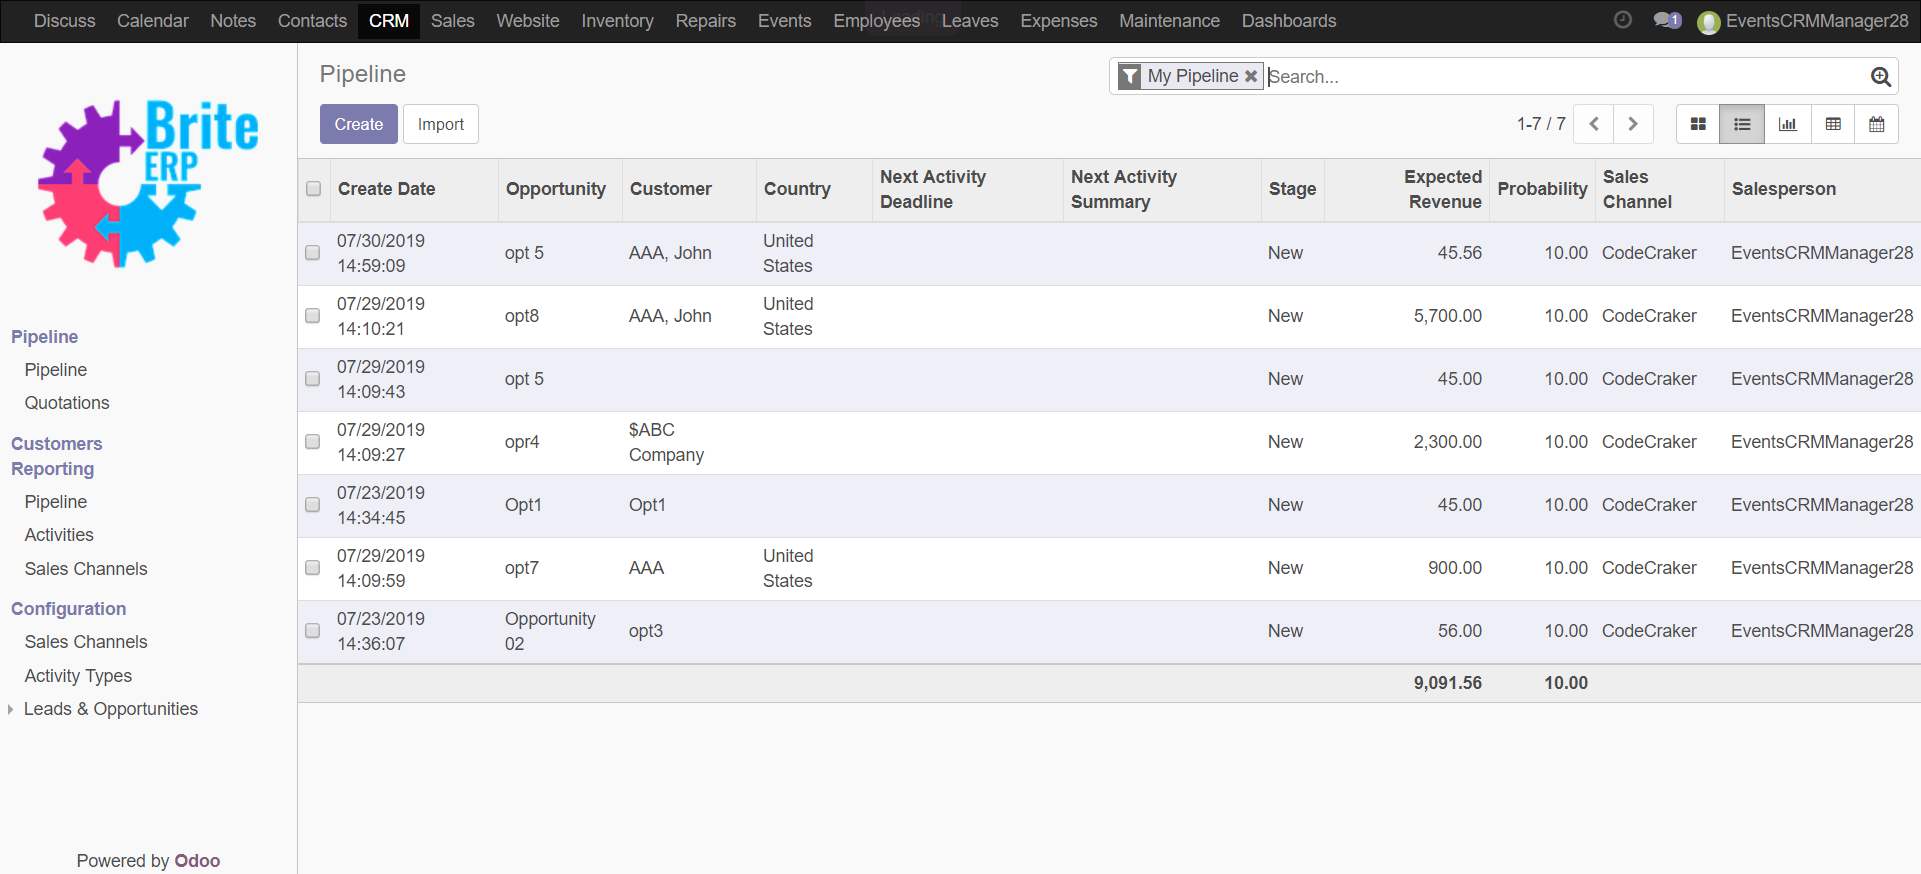 Discuss Calendar Notes Contacts CRM Sales Website Inventory Repairs Events Employees Leaves Expenses Maintenance Dashboards 1 EventsCRMManager28
Brite
ERP
Pipeline
Pipeline
Quotations
Customers
Reporting
Pipeline
Activities
Sales Channels
Configuration
Sales Channels
Activity Types
Leads & Opportunities
Powered by Odoo
Pipeline
My Pipeline Search...
Create Import
1-7 / 7
Create Date Opportunity Customer Country Next Activity Deadline Next Activity Summary Stage Expected Revenue Probability Sales Channel Salesperson
07/30/2019 14:59:09 opt 5 AAA, John United States New 45.56 10.00 CodeCraker EventsCRMManager28
07/29/2019 14:10:21 opt8 AAA, John United States New 5,700.00 10.00 CodeCraker EventsCRMManager28
07/29/2019 14:09:43 opt 5 New 45.00 10.00 CodeCraker EventsCRMManager28
07/29/2019 14:09:27 opr4 $ABC Company New 2,300.00 10.00 CodeCraker EventsCRMManager28
07/23/2019 14:34:45 Opt1 Opt1 New 45.00 10.00 CodeCraker EventsCRMManager28
07/29/2019 14:09:59 opt7 AAA United States New 900.00 10.00 CodeCraker EventsCRMManager28
07/23/2019 14:36:07 Opportunity 02 opt3 New 56.00 10.00 CodeCraker EventsCRMManager28
9,091.56 10.00